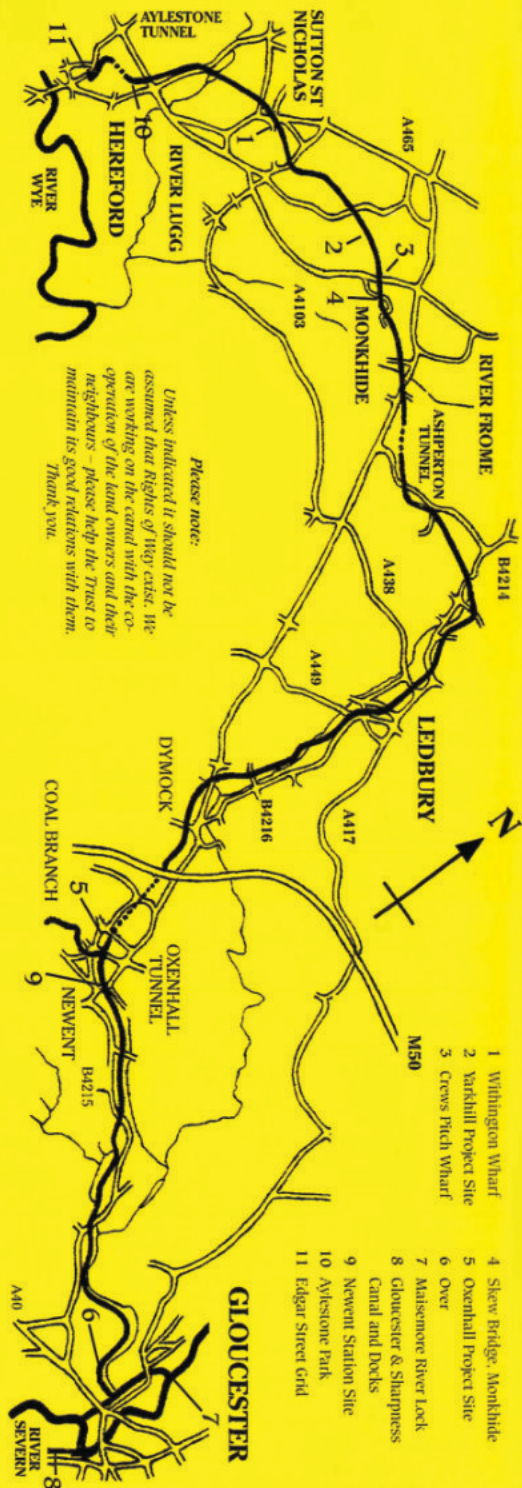 AYLESTONE
TUNNEL
11
10
SUTTON ST
NICHOLAS
1
A465
HEREFORD
RIVER LUGG
RIVER
WYE
2
3
4
MONKHIDE
A4103
RIVER FROME
ASHPERTON
TUNNEL
B4214
A438
A449
LEDBURY
N
A417
B4216
DYMOCK
COAL BRANCH
5
OXENHALL
TUNNEL
M50
9
NEWENT
B4215
6
A40
GLOUCESTER
7
RIVER
SEVERN
8
Please note:
Unless indicated it should not be
assumed that Rights of Way exist. We
are working on the canal with the co-
operation of the land owners and their
neighbours – please help the Trust to
maintain its good relations with them.
Thank you.
1 Withington Wharf
2 Yarkhill Project Site
3 Crews Pitch Wharf
4 Skew Bridge, Monkhide
5 Oxenhall Project Site
6 Over
7 Maisemore River Lock
8 Gloucester & Sharpness
Canal and Docks
9 Newent Station Site
10 Aylestone Park
11 Edgar Street Grid